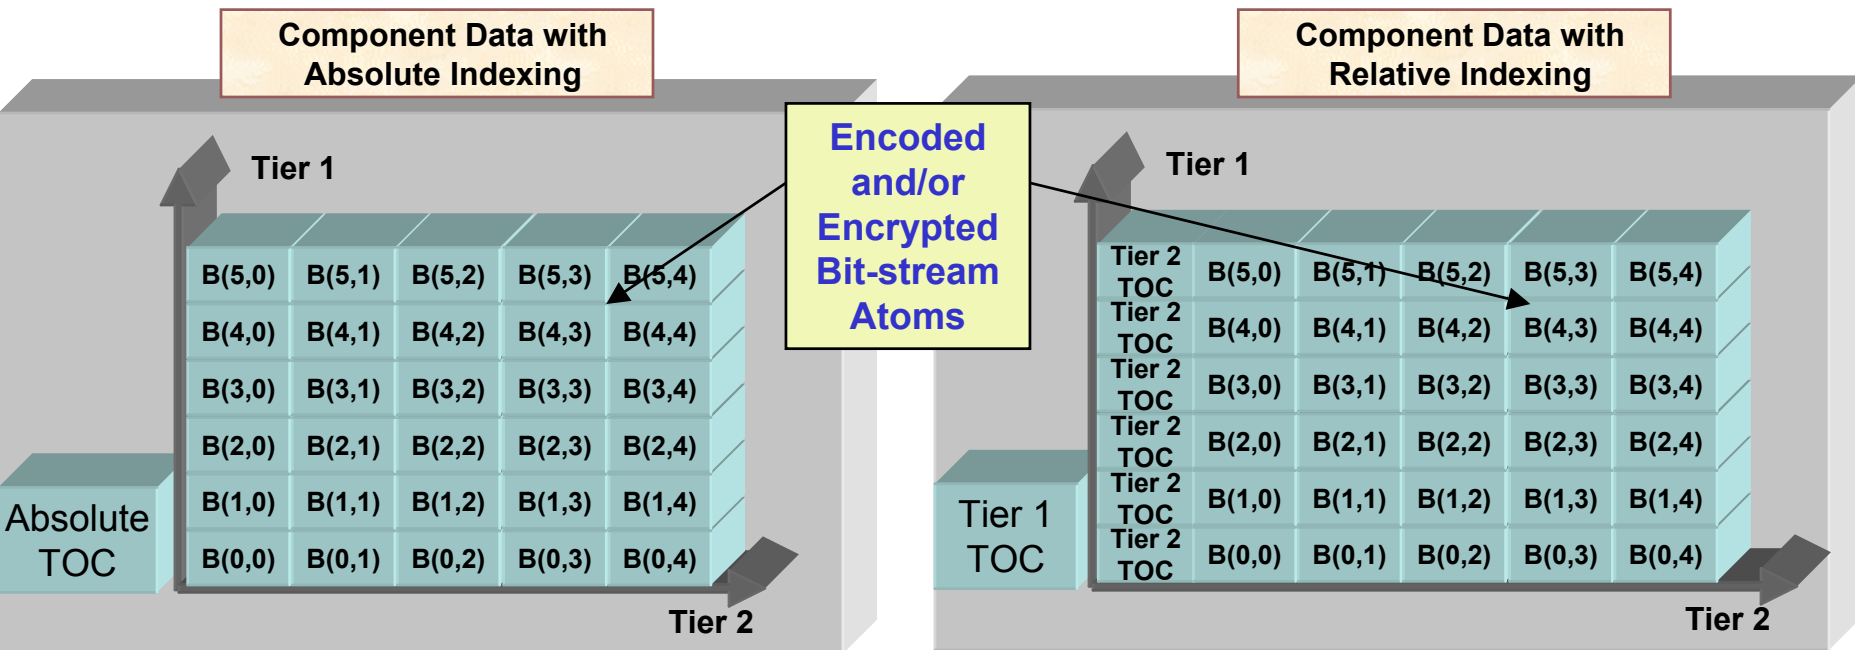 Component Data with
Absolute Indexing
Tier 1
B(5,0) B(5,1) B(5,2) B(5,3) B(5,4)
B(4,0) B(4,1) B(4,2) B(4,3) B(4,4)
B(3,0) B(3,1) B(3,2) B(3,3) B(3,4)
B(2,0) B(2,1) B(2,2) B(2,3) B(2,4)
B(1,0) B(1,1) B(1,2) B(1,3) B(1,4)
B(0,0) B(0,1) B(0,2) B(0,3) B(0,4)
Absolute
TOC
Tier 2
Encoded
and/or
Encrypted
Bit-stream
Atoms
Component Data with
Relative Indexing
Tier 1
Tier 2
TOC
B(5,0) B(5,1) B(5,2) B(5,3) B(5,4)
Tier 2
TOC
B(4,0) B(4,1) B(4,2) B(4,3) B(4,4)
Tier 2
TOC
B(3,0) B(3,1) B(3,2) B(3,3) B(3,4)
Tier 2
TOC
B(2,0) B(2,1) B(2,2) B(2,3) B(2,4)
Tier 2
TOC
B(1,0) B(1,1) B(1,2) B(1,3) B(1,4)
Tier 2
TOC
B(0,0) B(0,1) B(0,2) B(0,3) B(0,4)
Tier 1
TOC
Tier 2